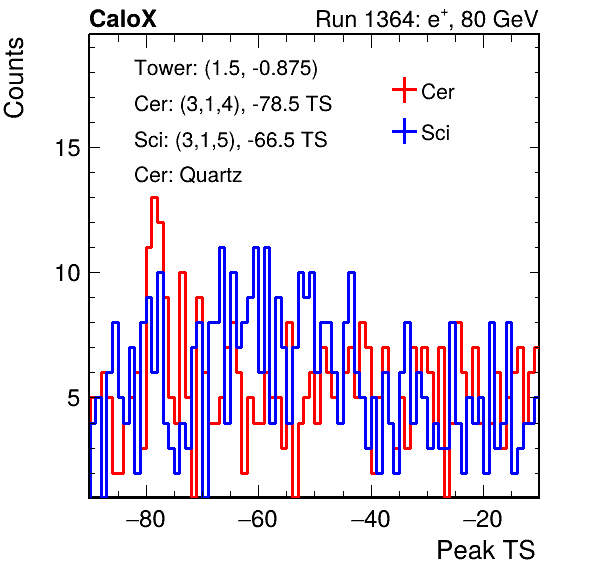 CaloX Run 1364: e⁺, 80 GeV
Counts
Tower: (1.5, -0.875)
Cer: (3,1,4), -78.5 TS
Sci: (3,1,5), -66.5 TS
Cer: Quartz
Cer
Sci
15
10
5
−80 −60 −40 −20
Peak TS